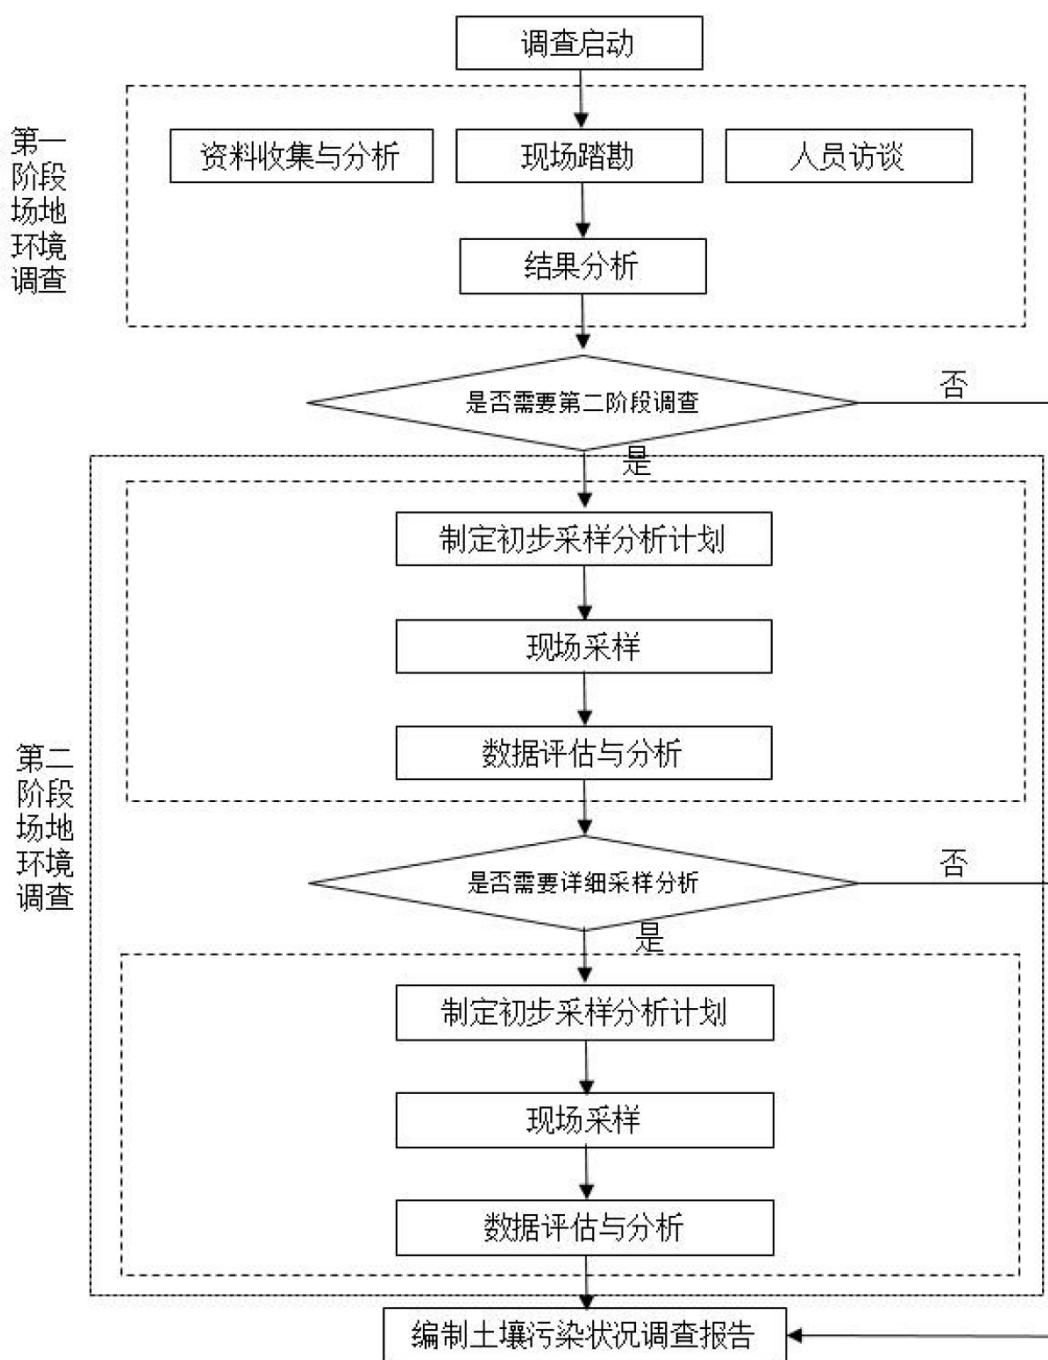 调查启动
第一
阶段
场地
环境
调查
资料收集与分析
现场踏勘
人员访谈
结果分析
是否需要第二阶段调查
否
是
第二
阶段
场地
环境
调查
制定初步采样分析计划
现场采样
数据评估与分析
是否需要详细采样分析
否
是
制定初步采样分析计划
现场采样
数据评估与分析
编制土壤污染状况调查报告